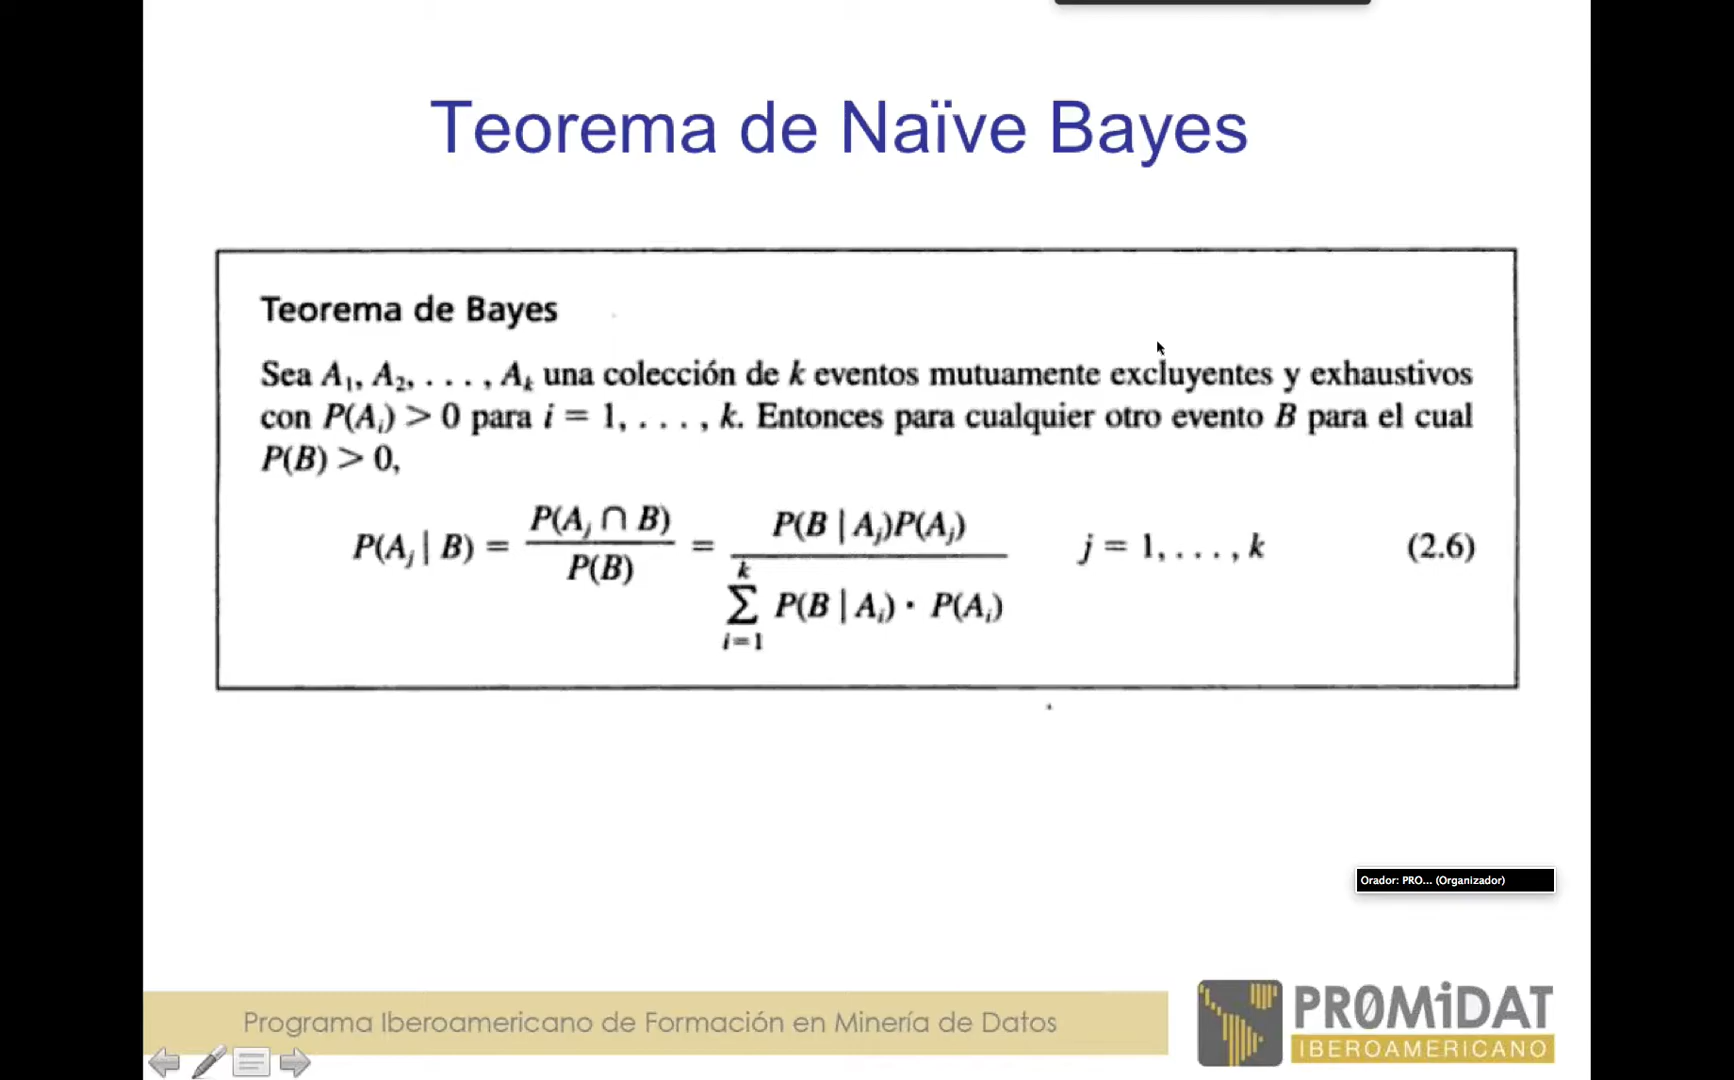 Teorema de Naïve Bayes
Teorema de Bayes
Sea A₁, A₂, . . . , Aₖ una colección de k eventos mutuamente excluyentes y exhaustivos
con P(Aᵢ) > 0 para i = 1, . . . , k. Entonces para cualquier otro evento B para el cual
P(B) > 0,
P(Aⱼ | B) = P(Aⱼ ∩ B) / P(B) = P(B | Aⱼ)P(Aⱼ) / ∑ᵢ₌₁ᵏ P(B | Aᵢ) · P(Aᵢ) j = 1, . . . , k (2.6)
Orador: PRO... (Organizador)
Programa Iberoamericano de Formación en Minería de Datos
PR0MiDAT
IBEROAMERICANO